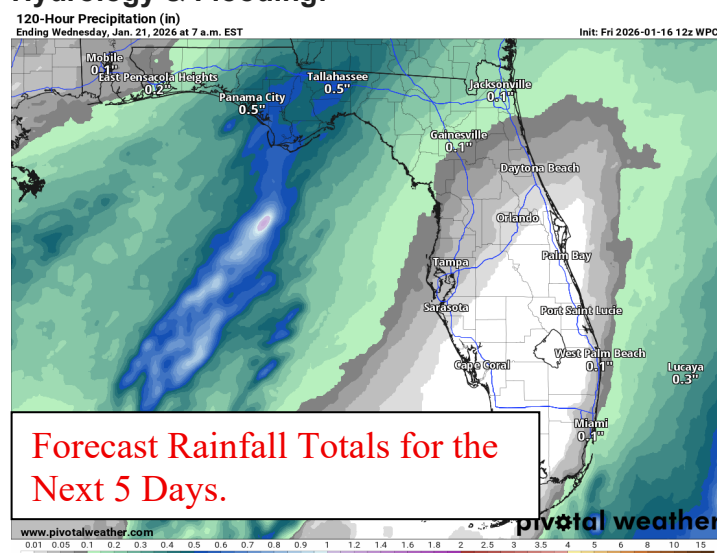 Hydrology & Flooding:
120-Hour Precipitation (in)
Ending Wednesday, Jan. 21, 2026 at 7 a.m. EST
Init: Fri 2026-01-16 12z WPC
Mobile
0.1"
East Pensacola Heights
0.2"
Panama City
0.5"
Tallahassee
0.5"
Jacksonville
0.1"
Gainesville
0.1"
Daytona Beach
Orlando
Tampa
Palm Bay
Sarasota
Port Saint Lucie
Cape Coral
West Palm Beach
0.1"
Lucaya
0.3"
Miami
0.1"
Forecast Rainfall Totals for the
Next 5 Days.
www.pivotalweather.com
pivotal weather
0.01 0.05 0.1 0.2 0.3 0.4 0.5 0.6 0.7 0.8 0.9 1 1.2 1.4 1.6 1.8 2 2.5 3 3.5 4 5 6 7 8 9 10 15